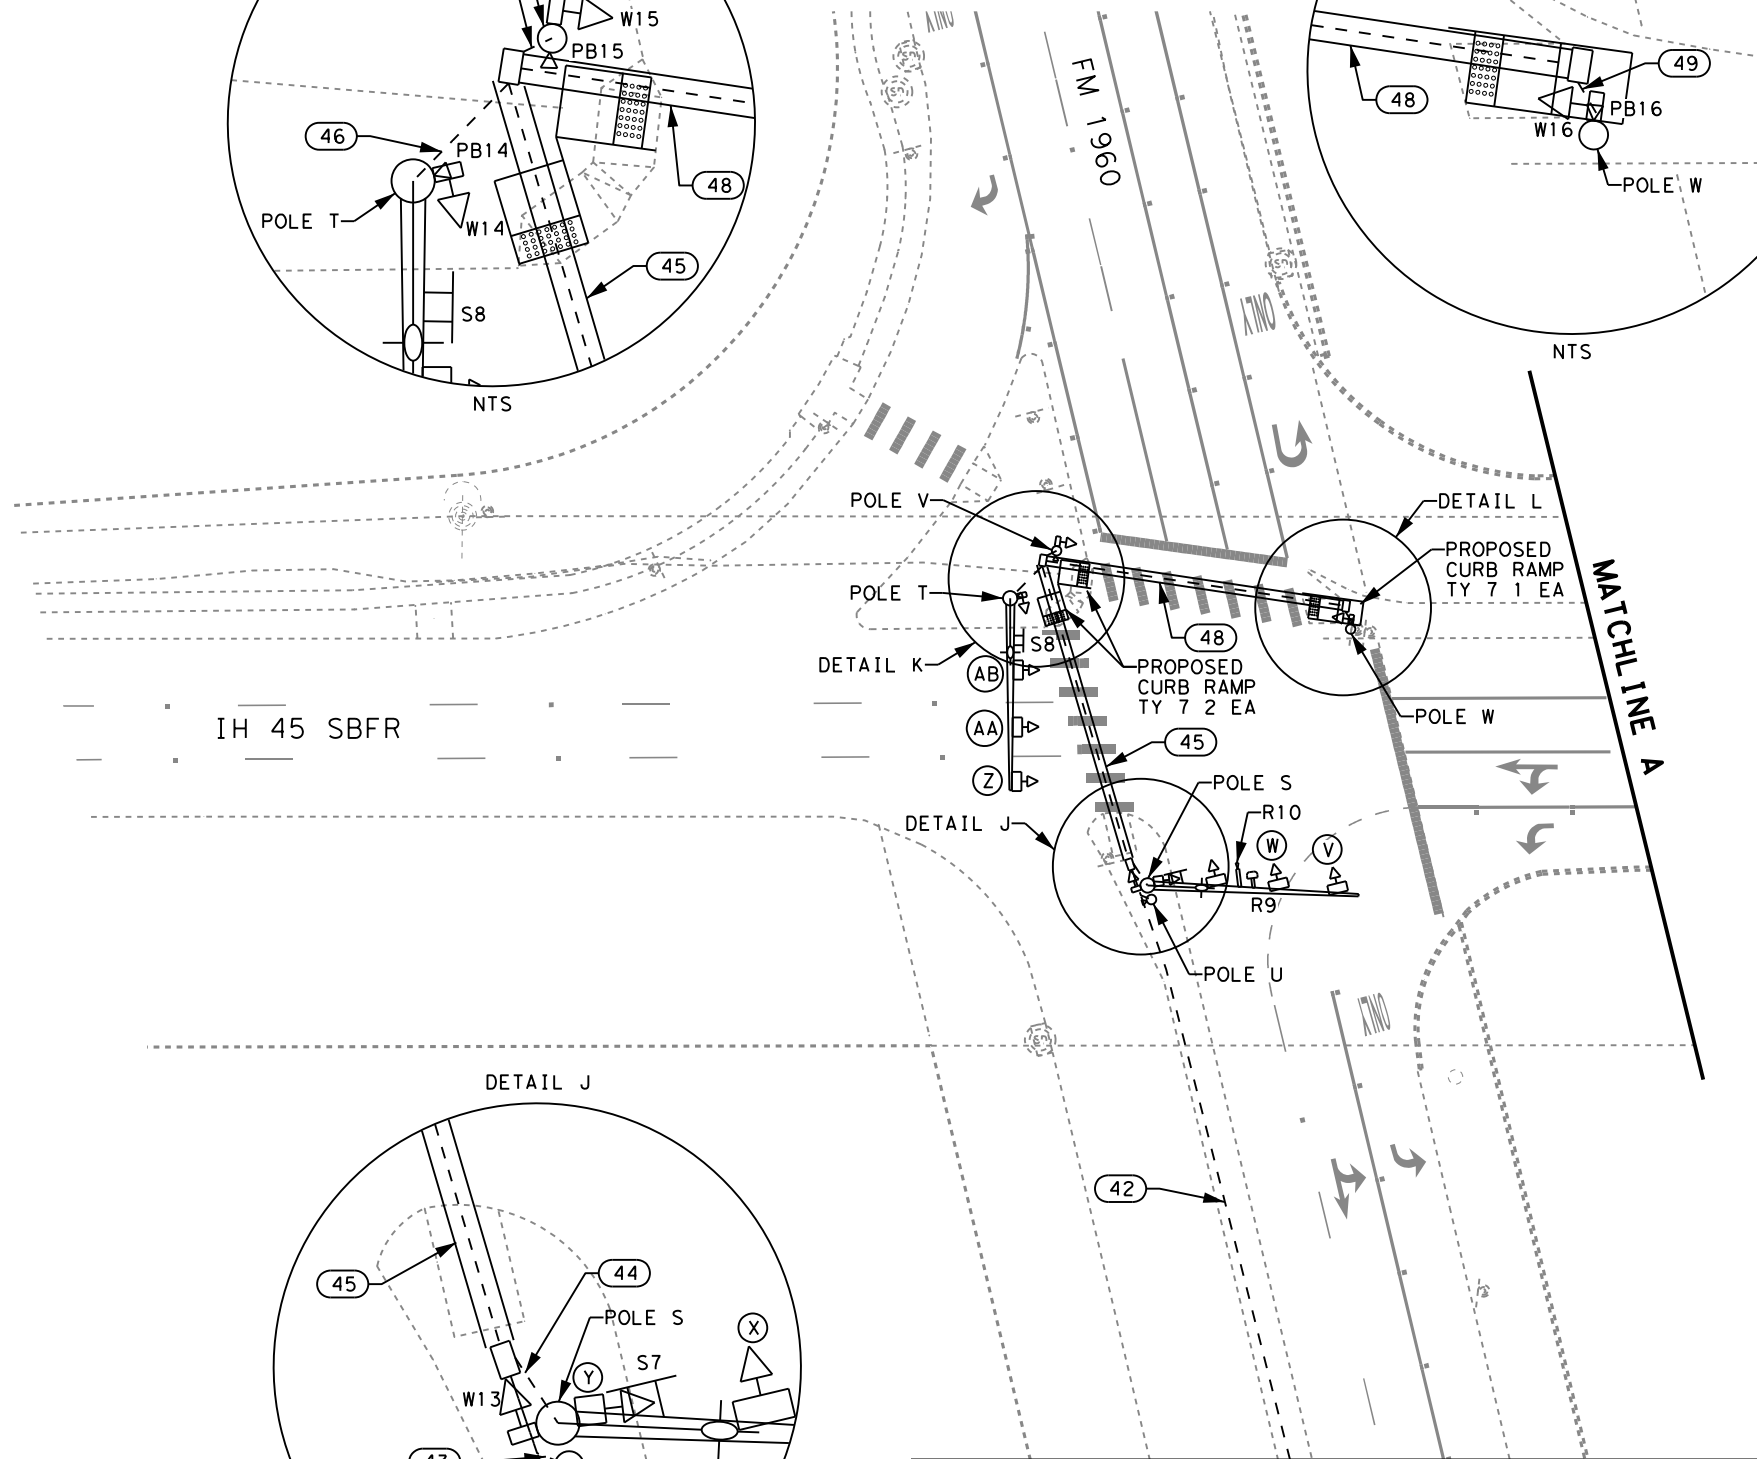 W15
PB15
46
PB14
POLE T
W14
48
45
S8
NTS
ONLY
FM 1960
ONLY
48
49
PB16
W16
POLE W
NTS
POLE V
DETAIL L
PROPOSED
CURB RAMP
TY 7 1 EA
POLE T
S8
48
DETAIL K
AB
PROPOSED
CURB RAMP
TY 7 2 EA
POLE W
MATCHLINE A
IH 45 SBFR
AA
45
Z
POLE S
DETAIL J
R10
W
V
R9
POLE U
ONLY
DETAIL J
42
45
44
POLE S
X
Y
S7
W13